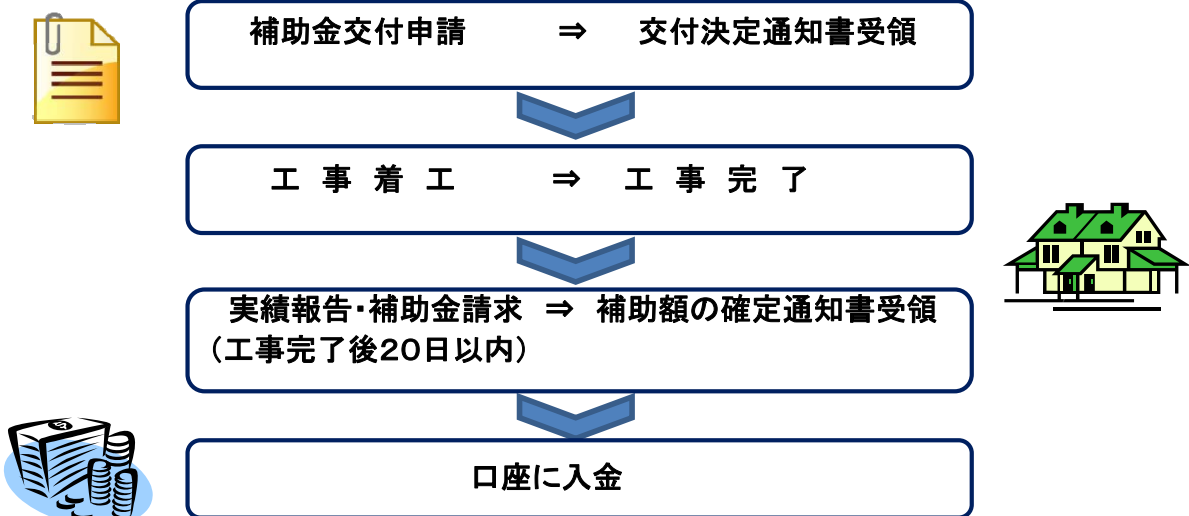 補助金交付申請 ⇒ 交付決定通知書受領
工 事 着 工 ⇒ 工 事 完 了
実績報告・補助金請求 ⇒ 補助額の確定通知書受領
(工事完了後20日以内)
口座に入金